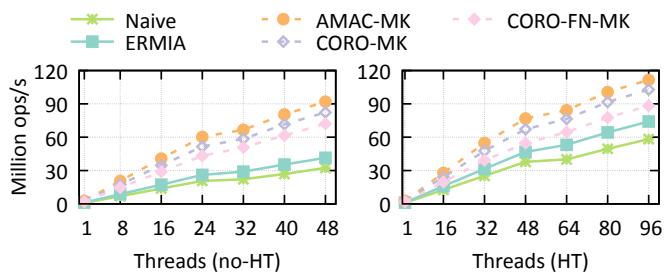 Naive
AMAC-MK
CORO-FN-MK
ERMIA
CORO-MK
Million ops/s
120
90
60
30
0
1 8 16 24 32 40 48
Threads (no-HT)
120
90
60
30
0
1 16 32 48 64 80 96
Threads (HT)